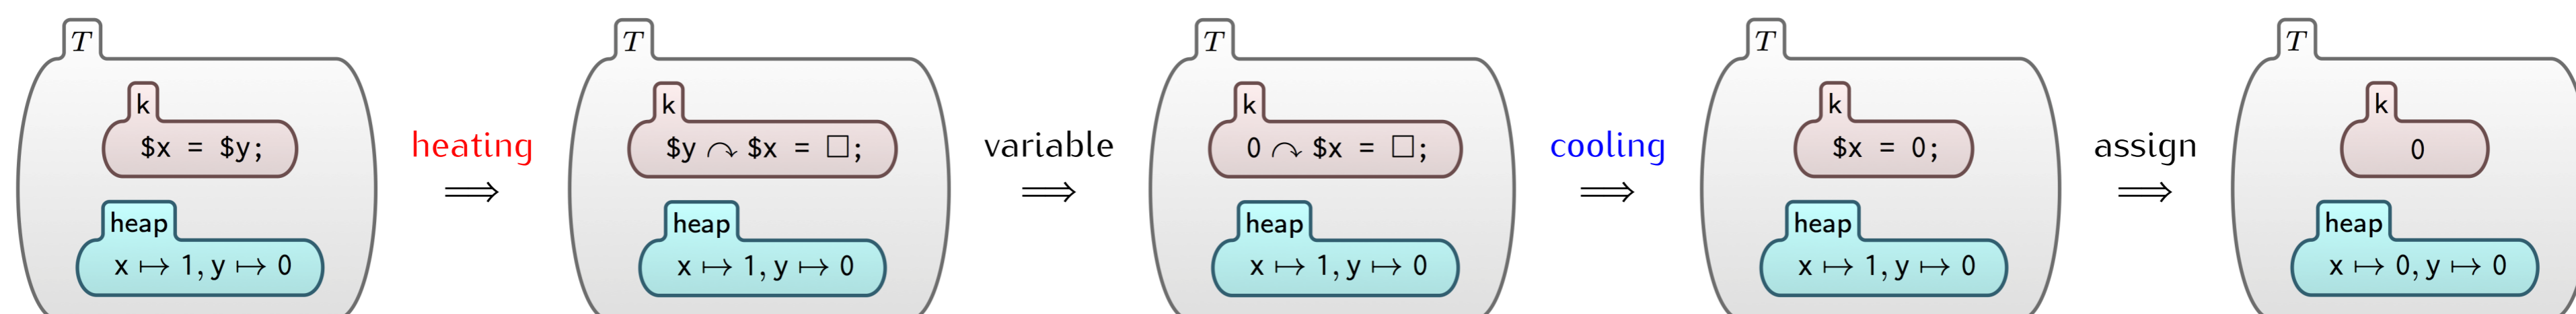 T
k
$x = $y;
heap
x ↦ 1, y ↦ 0
heating
⟹
T
k
$y ↷ $x = □;
heap
x ↦ 1, y ↦ 0
variable
⟹
T
k
0 ↷ $x = □;
heap
x ↦ 1, y ↦ 0
cooling
⟹
T
k
$x = 0;
heap
x ↦ 1, y ↦ 0
assign
⟹
T
k
0
heap
x ↦ 0, y ↦ 0